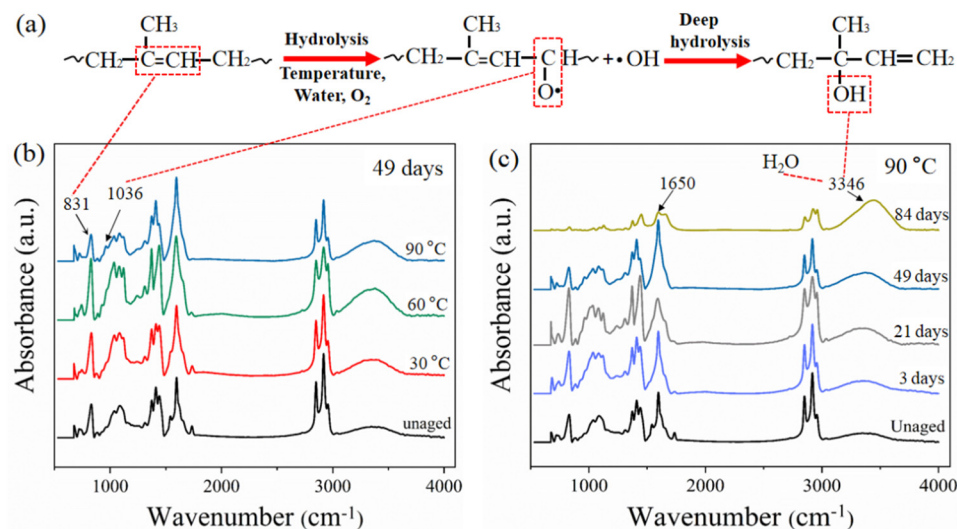 (a)
CH₃
~CH₂-C=CH-CH₂~
Hydrolysis
Temperature,
Water, O₂
CH₃
~CH₂-C=CH-C H~ + •OH
O•
Deep
hydrolysis
CH₃
~CH₂-C-CH=CH₂
OH
(b)
49 days
831
1036
90 °C
60 °C
30 °C
unaged
Absorbance (a.u.)
1000 2000 3000 4000
Wavenumber (cm⁻¹)
(c)
90 °C
H₂O
3346
1650
84 days
49 days
21 days
3 days
Unaged
Absorbance (a.u.)
1000 2000 3000 4000
Wavenumber (cm⁻¹)